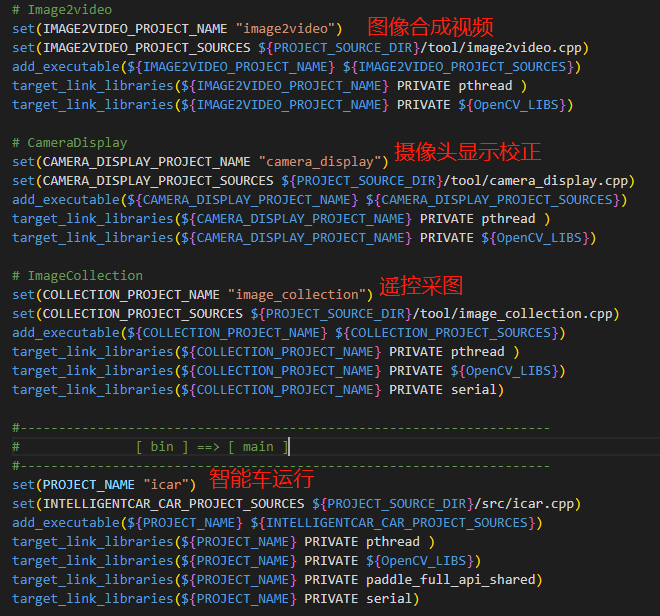 # Image2video
set(IMAGE2VIDEO_PROJECT_NAME "image2video") 图像合成视频
set(IMAGE2VIDEO_PROJECT_SOURCES ${PROJECT_SOURCE_DIR}/tool/image2video.cpp)
add_executable(${IMAGE2VIDEO_PROJECT_NAME} ${IMAGE2VIDEO_PROJECT_SOURCES})
target_link_libraries(${IMAGE2VIDEO_PROJECT_NAME} PRIVATE pthread )
target_link_libraries(${IMAGE2VIDEO_PROJECT_NAME} PRIVATE ${OpenCV_LIBS})
# CameraDisplay
set(CAMERA_DISPLAY_PROJECT_NAME "camera_display") 摄像头显示校正
set(CAMERA_DISPLAY_PROJECT_SOURCES ${PROJECT_SOURCE_DIR}/tool/camera_display.cpp)
add_executable(${CAMERA_DISPLAY_PROJECT_NAME} ${CAMERA_DISPLAY_PROJECT_SOURCES})
target_link_libraries(${CAMERA_DISPLAY_PROJECT_NAME} PRIVATE pthread )
target_link_libraries(${CAMERA_DISPLAY_PROJECT_NAME} PRIVATE ${OpenCV_LIBS})
# ImageCollection
set(COLLECTION_PROJECT_NAME "image_collection") 遥控采图
set(COLLECTION_PROJECT_SOURCES ${PROJECT_SOURCE_DIR}/tool/image_collection.cpp)
add_executable(${COLLECTION_PROJECT_NAME} ${COLLECTION_PROJECT_SOURCES})
target_link_libraries(${COLLECTION_PROJECT_NAME} PRIVATE pthread )
target_link_libraries(${COLLECTION_PROJECT_NAME} PRIVATE ${OpenCV_LIBS})
target_link_libraries(${COLLECTION_PROJECT_NAME} PRIVATE serial)
#---------------------------------------------------------------------
# [ bin ] ==> [ main ]
#---------------------------------------------------------------------
set(PROJECT_NAME "icar") 智能车运行
set(INTELLIGENTCAR_CAR_PROJECT_SOURCES ${PROJECT_SOURCE_DIR}/src/icar.cpp)
add_executable(${PROJECT_NAME} ${INTELLIGENTCAR_CAR_PROJECT_SOURCES})
target_link_libraries(${PROJECT_NAME} PRIVATE pthread )
target_link_libraries(${PROJECT_NAME} PRIVATE ${OpenCV_LIBS})
target_link_libraries(${PROJECT_NAME} PRIVATE paddle_full_api_shared)
target_link_libraries(${PROJECT_NAME} PRIVATE serial)